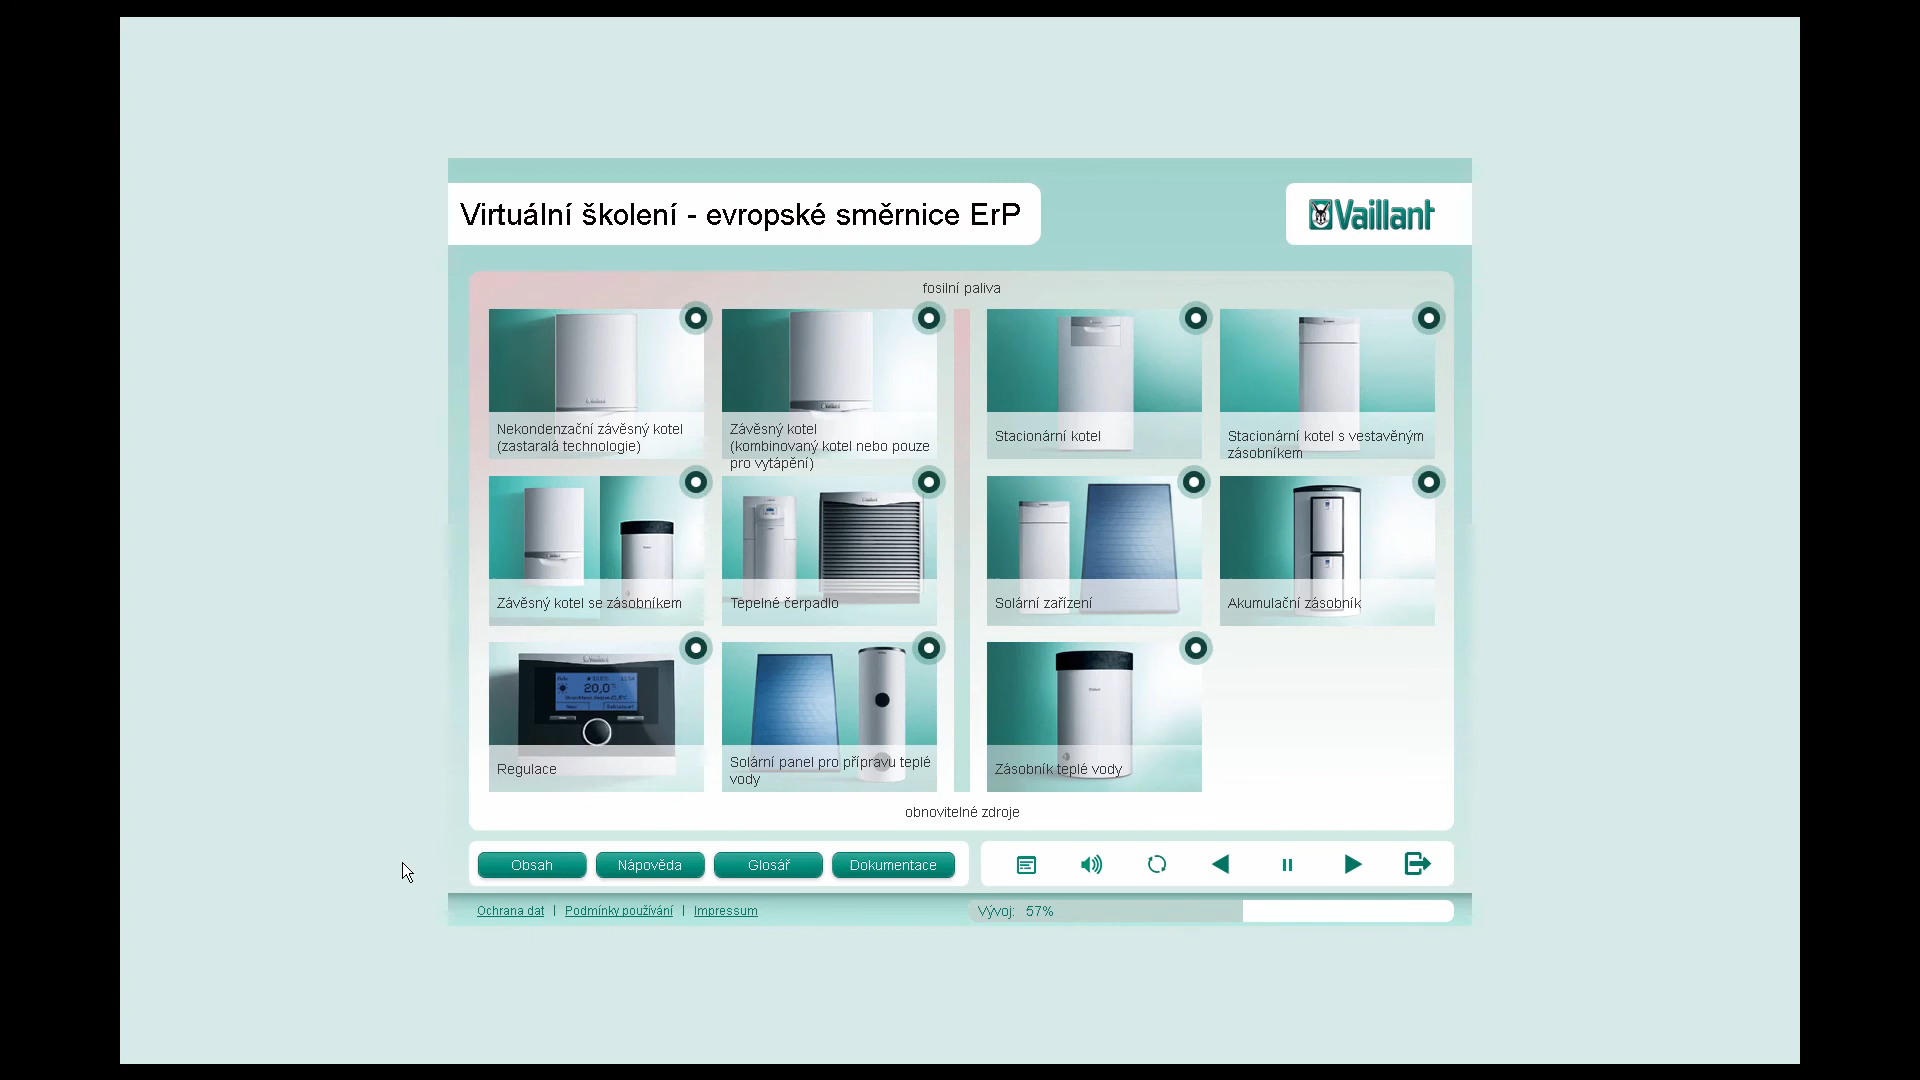 Virtuální školení - evropské směrnice ErP
Vaillant
fosilní paliva
Nekondenzační závěsný kotel
(zastaralá technologie)
Závěsný kotel
(kombinovaný kotel nebo pouze
pro vytápění)
Stacionární kotel
Stacionární kotel s vestavěným
zásobníkem
Závěsný kotel se zásobníkem
Tepelné čerpadlo
Solární zařízení
Akumulační zásobník
20,0
Regulace
Solární panel pro přípravu teplé
vody
Zásobník teplé vody
obnovitelné zdroje
Obsah
Nápověda
Glosář
Dokumentace
Ochrana dat | Podmínky používání | Impressum
Vývoj: 57%